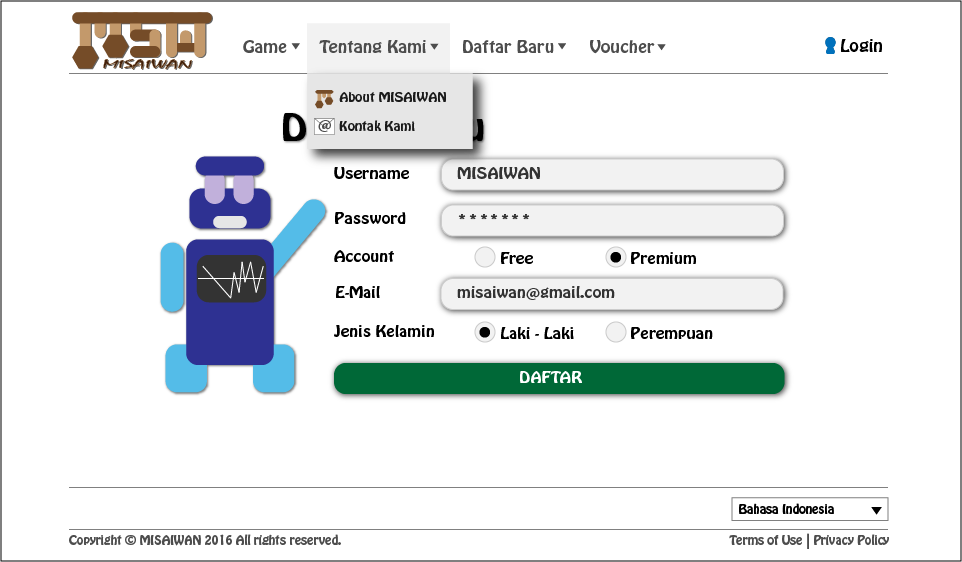 MISAIWAN
Game Tentang Kami Daftar Baru Voucher Login
About MISAIWAN
Kontak Kami
Username MISAIWAN
Password *******
Account Free Premium
E-Mail misaiwan@gmail.com
Jenis Kelamin Laki - Laki Perempuan
DAFTAR
Bahasa Indonesia
Copyright © MISAIWAN 2016 All rights reserved. Terms of Use | Privacy Policy